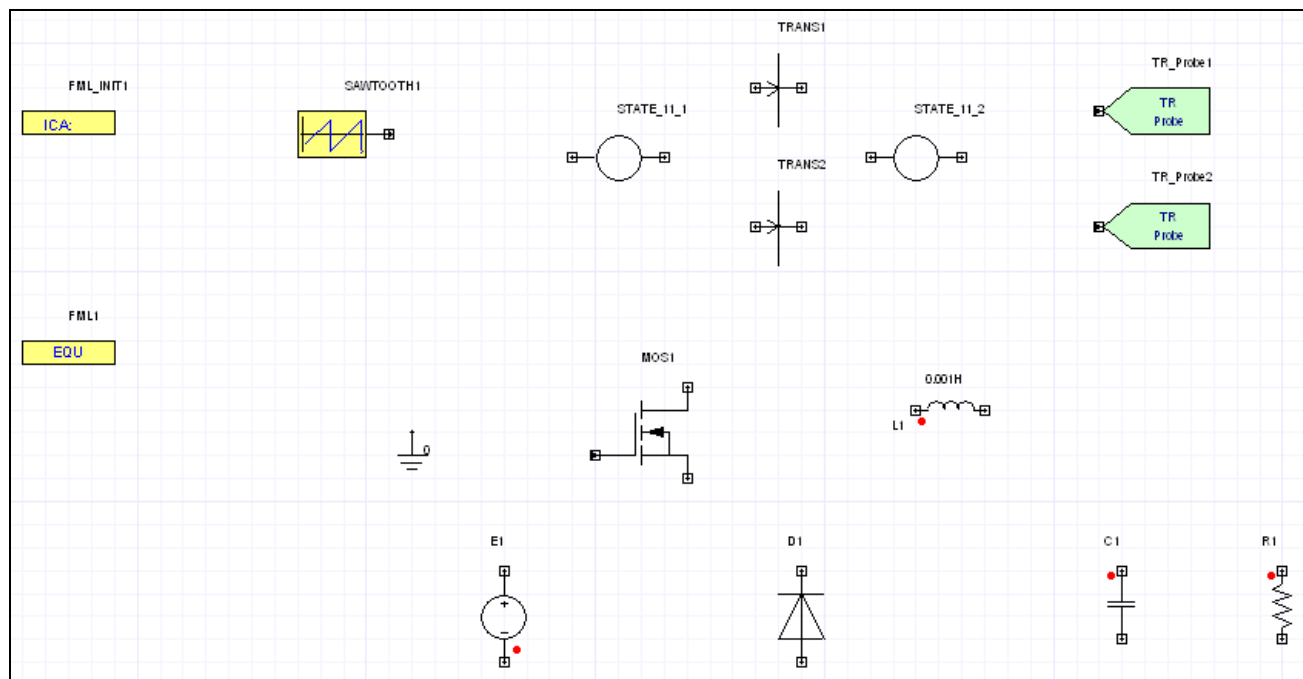 TRANS1
FML_INIT1
SAWTOOTH1
TR_Probe1
ICA:
STATE_11_1
STATE_11_2
TR
Probe
TRANS2
TR_Probe2
TR
Probe
FML1
EQU
MOS1
0.001H
L1
0
E1
D1
C1
R1
+
−